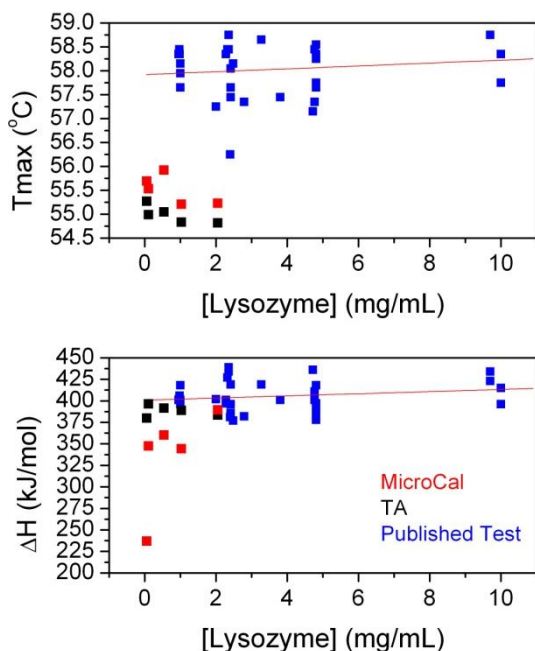 59.0
58.5
58.0
57.5
57.0
56.5
56.0
55.5
55.0
54.5
Tmax (°C)
0 2 4 6 8 10
[Lysozyme] (mg/mL)
450
425
400
375
350
325
300
275
250
225
200
ΔH (kJ/mol)
MicroCal
TA
Published Test
0 2 4 6 8 10
[Lysozyme] (mg/mL)